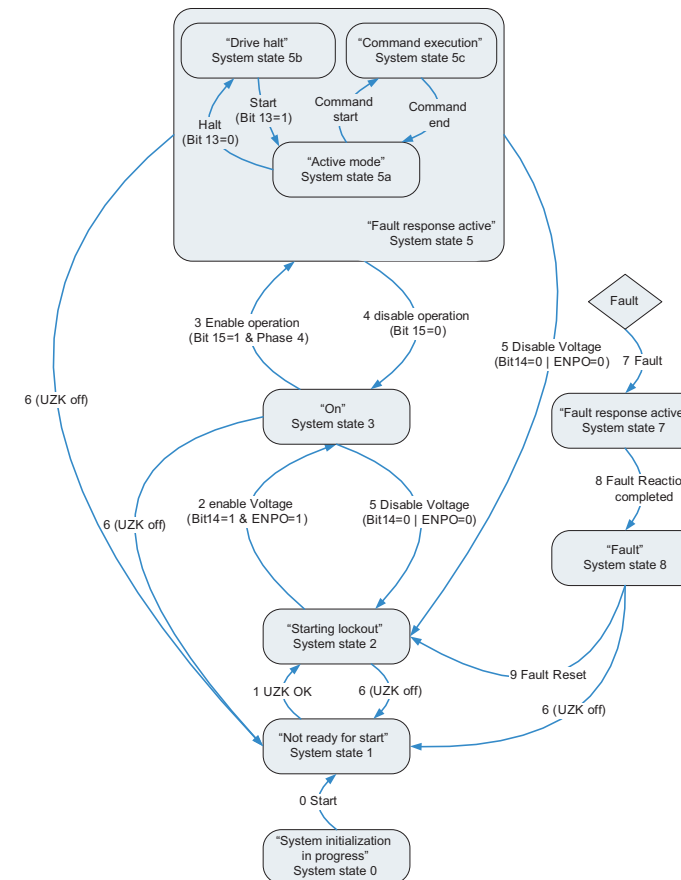 “Drive halt”
System state 5b
“Command execution”
System state 5c
Start
(Bit 13=1)
Command
start
Command
end
Halt
(Bit 13=0)
“Active mode”
System state 5a
“Fault response active”
System state 5
Fault
3 Enable operation
(Bit 15=1 & Phase 4)
4 disable operation
(Bit 15=0)
5 Disable Voltage
(Bit14=0 | ENPO=0)
7 Fault
6 (UZK off)
“On”
System state 3
“Fault response active
System state 7
8 Fault Reactio
completed
2 enable Voltage
(Bit14=1 & ENPO=1)
5 Disable Voltage
(Bit14=0 | ENPO=0)
6 (UZK off)
“Fault”
System state 8
“Starting lockout”
System state 2
9 Fault Reset
1 UZK OK
6 (UZK off)
6 (UZK off)
“Not ready for start”
System state 1
0 Start
“System initialization
in progress”
System state 0